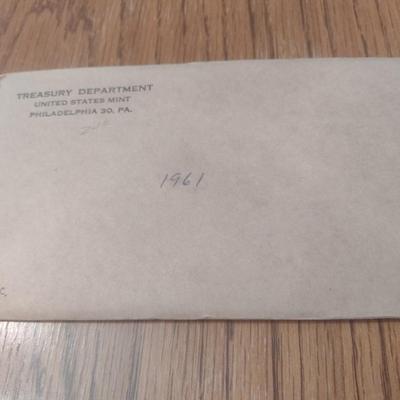 TREASURY DEPARTMENT
UNITED STATES MINT
PHILADELPHIA 30, PA.
1961